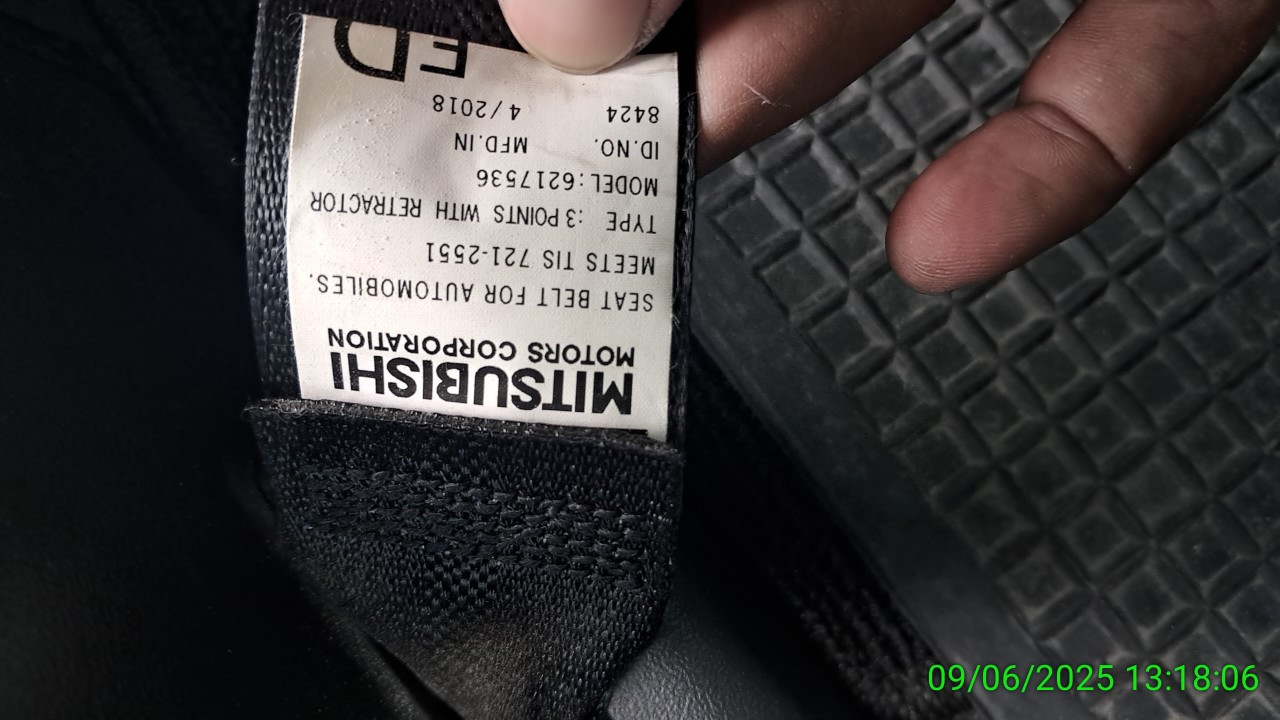 MITSUBISHI
MOTORS CORPORATION
SEAT BELT FOR AUTOMOBILES.
MEETS TIS 721-2551
TYPE :3 POINTS WITH RETRACTOR
MODEL:6217536
ID.NO. MFD.IN
8424 4/2018
ED
09/06/2025 13:18:06